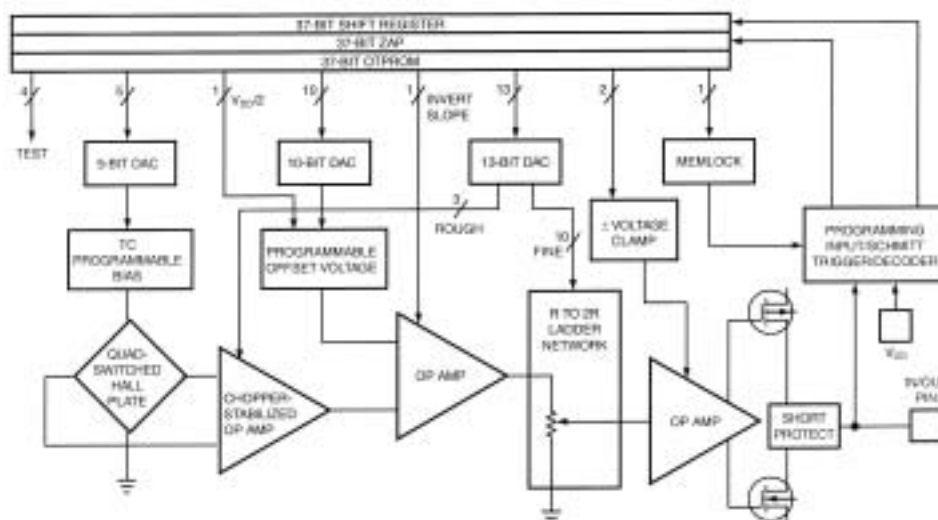 37-BIT SHIFT REGISTER
37-BIT ZAP
37-BIT OTPROM
4
5
1
V DD/2
10
1
INVERT
SLOPE
13
2
1
TEST
5-BIT DAC
10-BIT DAC
13-BIT DAC
MEMLOCK
3
ROUGH
10
FINE
± VOLTAGE
CLAMP
PROGRAMMING
INPUT/SCHMITT
TRIGGER/DECODER
TC
PROGRAMMABLE
BIAS
PROGRAMMABLE
OFFSET VOLTAGE
R TO 2R
LADDER
NETWORK
V DD
QUAD-
SWITCHED
HALL
PLATE
CHOPPER-
STABILIZED
OP AMP
OP AMP
OP AMP
SHORT
PROTECT
IN/OU
PIN